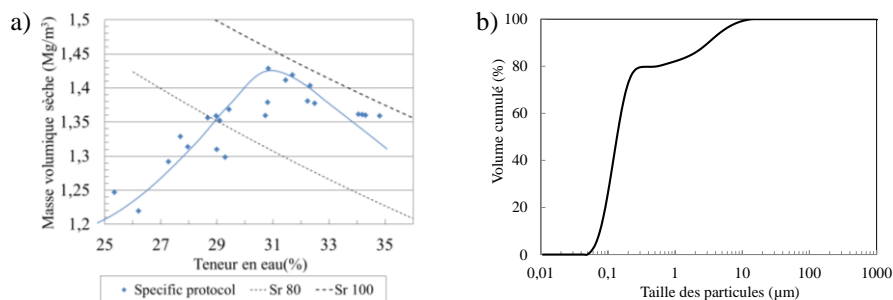 a)
Masse volumique sèche (Mg/m³)
1,5
1,45
1,4
1,35
1,3
1,25
1,2
25 27 29 31 33 35
Teneur en eau(%)
Specific protocol Sr 80 Sr 100
b)
Volume cumulé (%)
100
80
60
40
20
0
0,01 0,1 1 10 100 1000
Taille des particules (µm)